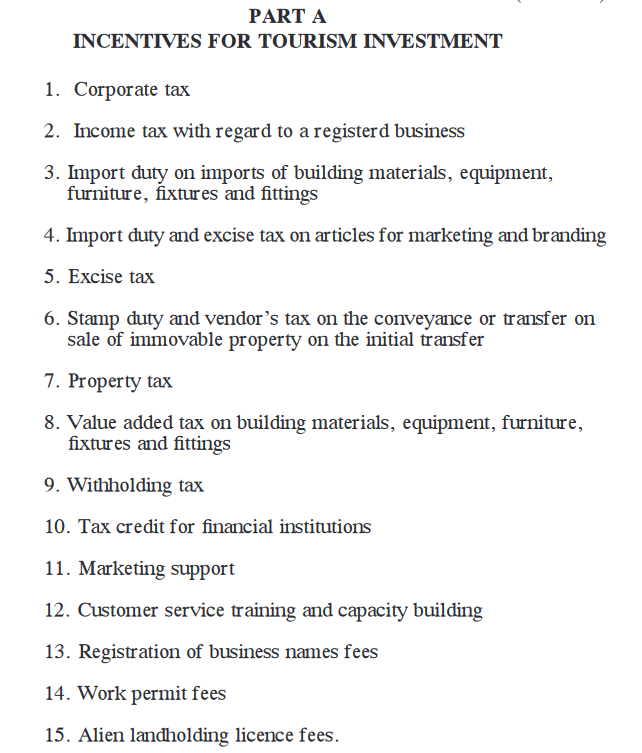 PART A
INCENTIVES FOR TOURISM INVESTMENT
1. Corporate tax
2. Income tax with regard to a registerd business
3. Import duty on imports of building materials, equipment,
furniture, fixtures and fittings
4. Import duty and excise tax on articles for marketing and branding
5. Excise tax
6. Stamp duty and vendor's tax on the conveyance or transfer on
sale of immovable property on the initial transfer
7. Property tax
8. Value added tax on building materials, equipment, furniture,
fixtures and fittings
9. Withholding tax
10. Tax credit for financial institutions
11. Marketing support
12. Customer service training and capacity building
13. Registration of business names fees
14. Work permit fees
15. Alien landholding licence fees.